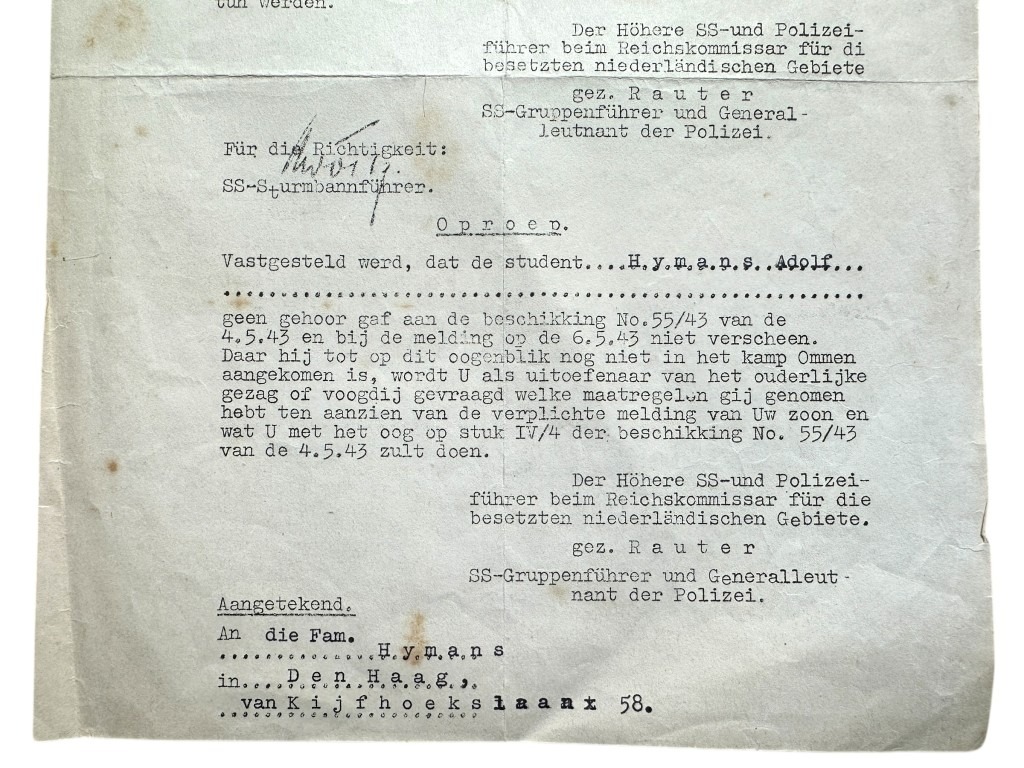 tun werden.
Der Höhere SS-und Polizei-
führer beim Reichskommissar für di
besetzten niederländischen Gebiete
gez. R a u t e r
SS-Gruppenführer und General-
leutnant der Polizei.
Für die Richtigkeit:
SS-Sturmbannführer.
O p r o e p.
Vastgesteld werd, dat de student....H.y.m.a.n.s..Adolf...
geen gehoor gaf aan de beschikking No.55/43 van de
4.5.43 en bij de melding op de 6.5.43 niet verscheen.
Daar hij tot op dit oogenblik nog niet in het kamp Ommen
aangekomen is, wordt U als uitoefenaar van het ouderlijke
gezag of voogdij gevraagd welke maatregelen gij genomen
hebt ten aanzien van de verplichte melding van Uw zoon en
wat U met het oog op stuk IV/4 der beschikking No. 55/43
van de 4.5.43 zult doen.
Der Höhere SS-und Polizei-
führer beim Reichskommissar für die
besetzten niederländischen Gebiete.
gez. R a u t e r
SS-Gruppenführer und Generalleut-
nant der Polizei.
Aangetekend.
An die Fam.
H y m a n s
in....D e n H a a g,
van K i j f h o e k s l a a n 58.